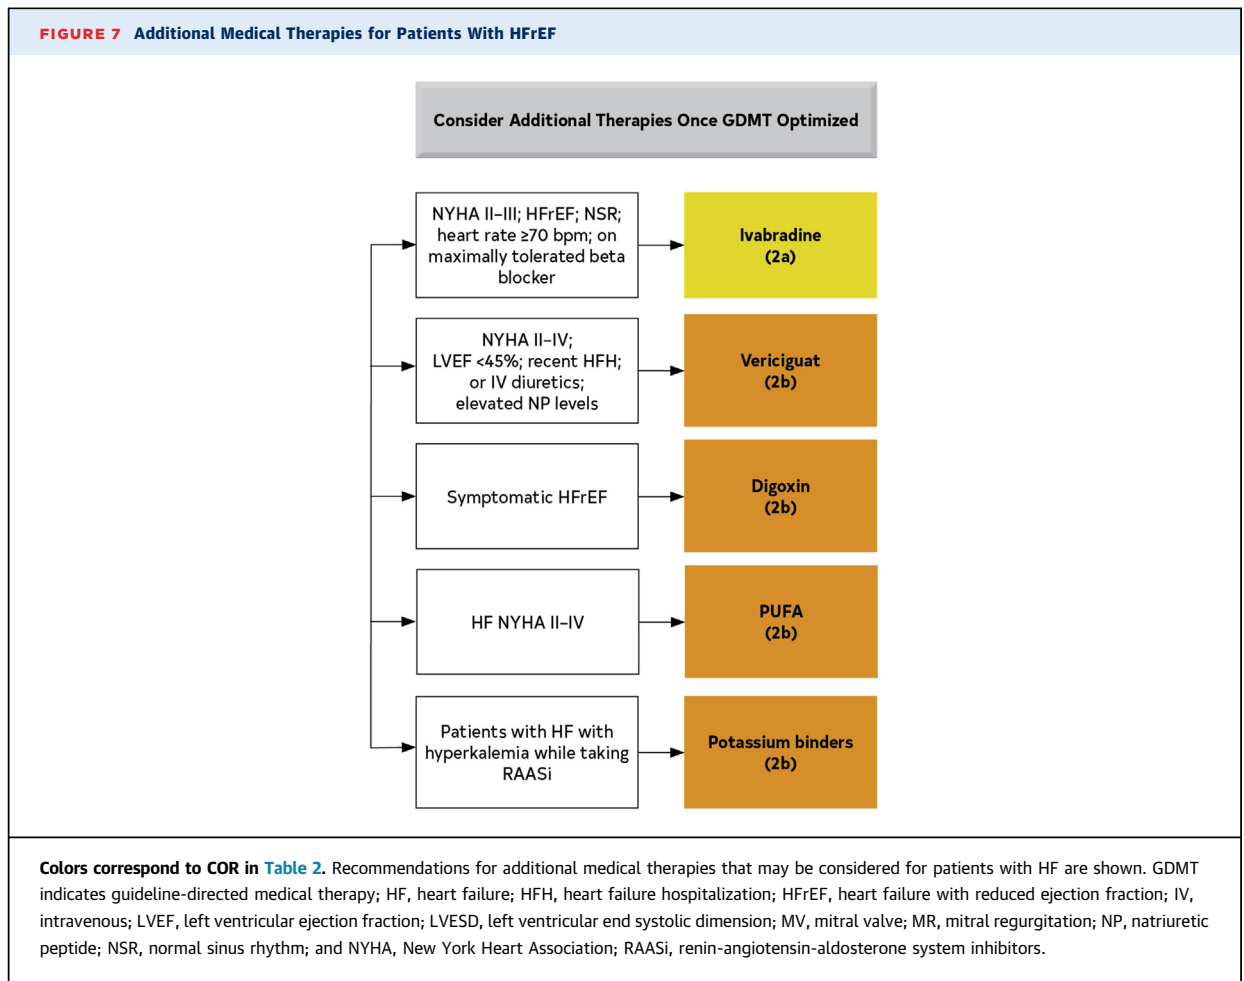 FIGURE 7 Additional Medical Therapies for Patients With HFrEF
Consider Additional Therapies Once GDMT Optimized
NYHA II–III; HFrEF; NSR;
heart rate ≥70 bpm; on
maximally tolerated beta
blocker
Ivabradine
(2a)
NYHA II–IV;
LVEF <45%; recent HFH;
or IV diuretics;
elevated NP levels
Vericiguat
(2b)
Symptomatic HFrEF
Digoxin
(2b)
HF NYHA II–IV
PUFA
(2b)
Patients with HF with
hyperkalemia while taking
RAASi
Potassium binders
(2b)
Colors correspond to COR in Table 2. Recommendations for additional medical therapies that may be considered for patients with HF are shown. GDMT
indicates guideline-directed medical therapy; HF, heart failure; HFH, heart failure hospitalization; HFrEF, heart failure with reduced ejection fraction; IV,
intravenous; LVEF, left ventricular ejection fraction; LVESD, left ventricular end systolic dimension; MV, mitral valve; MR, mitral regurgitation; NP, natriuretic
peptide; NSR, normal sinus rhythm; and NYHA, New York Heart Association; RAASi, renin-angiotensin-aldosterone system inhibitors.